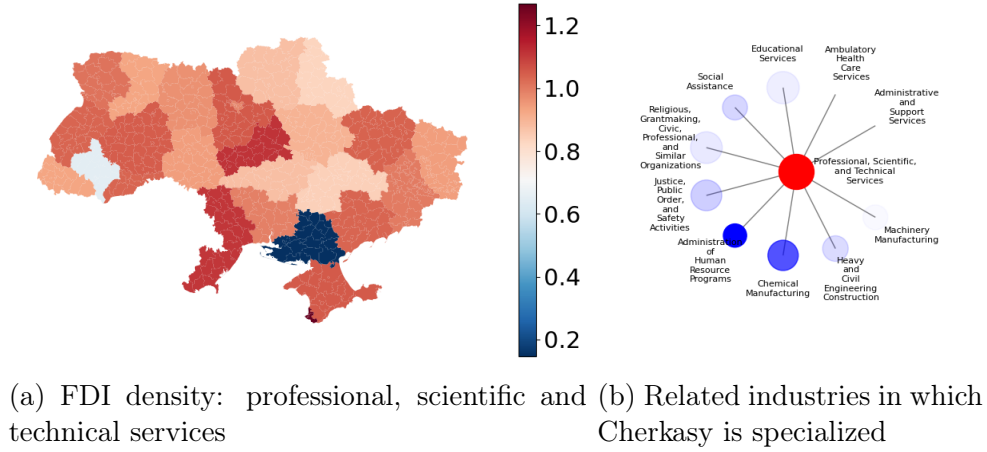 1.2
1.0
0.8
0.6
0.4
0.2
Educational
Services
Ambulatory
Health
Care
Services
Social
Assistance
Administrative
and
Support
Services
Religious,
Grantmaking,
Civic,
Professional,
and
Similar
Organizations
Professional, Scientific,
and Technical
Services
Justice,
Public
Order,
and
Safety
Activities
Machinery
Manufacturing
Administration
of
Human
Resource
Programs
Chemical
Manufacturing
Heavy
and
Civil
Engineering
Construction
(a) FDI density: professional, scientific and
technical services
(b) Related industries in which
Cherkasy is specialized